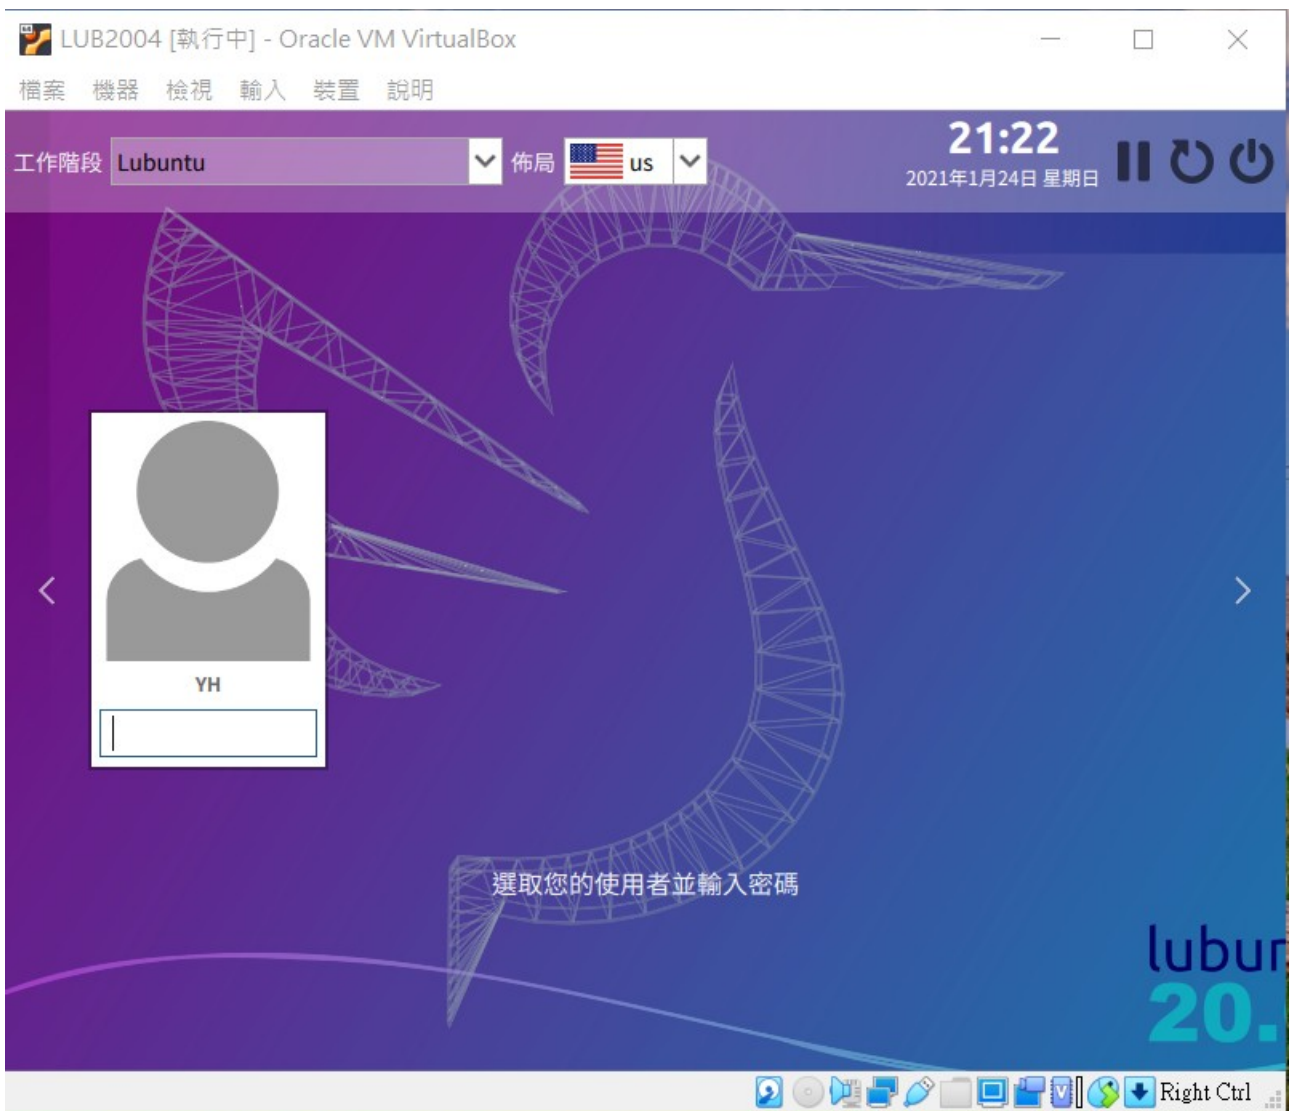 LUB2004 [執行中] - Oracle VM VirtualBox
檔案 機器 檢視 輸入 裝置 說明
工作階段 Lubuntu 佈局 us 21:22
2021年1月24日 星期日
YH
選取您的使用者並輸入密碼
lubun
20.
Right Ctrl